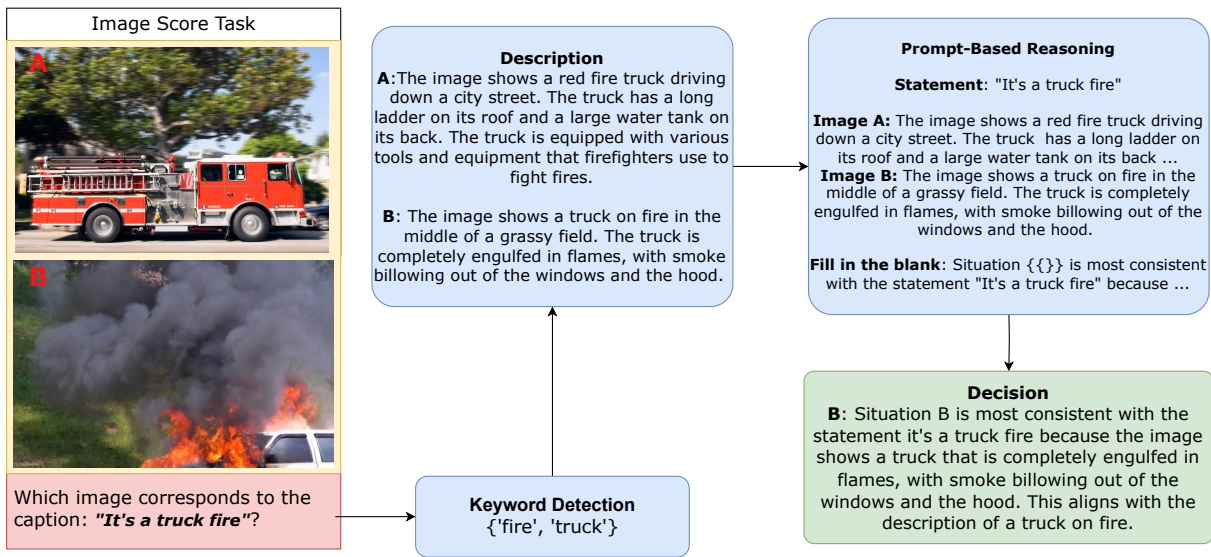 Image Score Task
A
B
Which image corresponds to the
caption: "It's a truck fire"?
Keyword Detection
{'fire', 'truck'}
Description
A:The image shows a red fire truck driving
down a city street. The truck has a long
ladder on its roof and a large water tank on
its back. The truck is equipped with various
tools and equipment that firefighters use to
fight fires.
B: The image shows a truck on fire in the
middle of a grassy field. The truck is
completely engulfed in flames, with smoke
billowing out of the windows and the hood.
Prompt-Based Reasoning
Statement: "It's a truck fire"
Image A: The image shows a red fire truck driving
down a city street. The truck has a long ladder on
its roof and a large water tank on its back ...
Image B: The image shows a truck on fire in the
middle of a grassy field. The truck is completely
engulfed in flames, with smoke billowing out of the
windows and the hood.
Fill in the blank: Situation {{}} is most consistent
with the statement "It's a truck fire" because ...
Decision
B: Situation B is most consistent with the
statement it's a truck fire because the image
shows a truck that is completely engulfed in
flames, with smoke billowing out of the
windows and the hood. This aligns with the
description of a truck on fire.